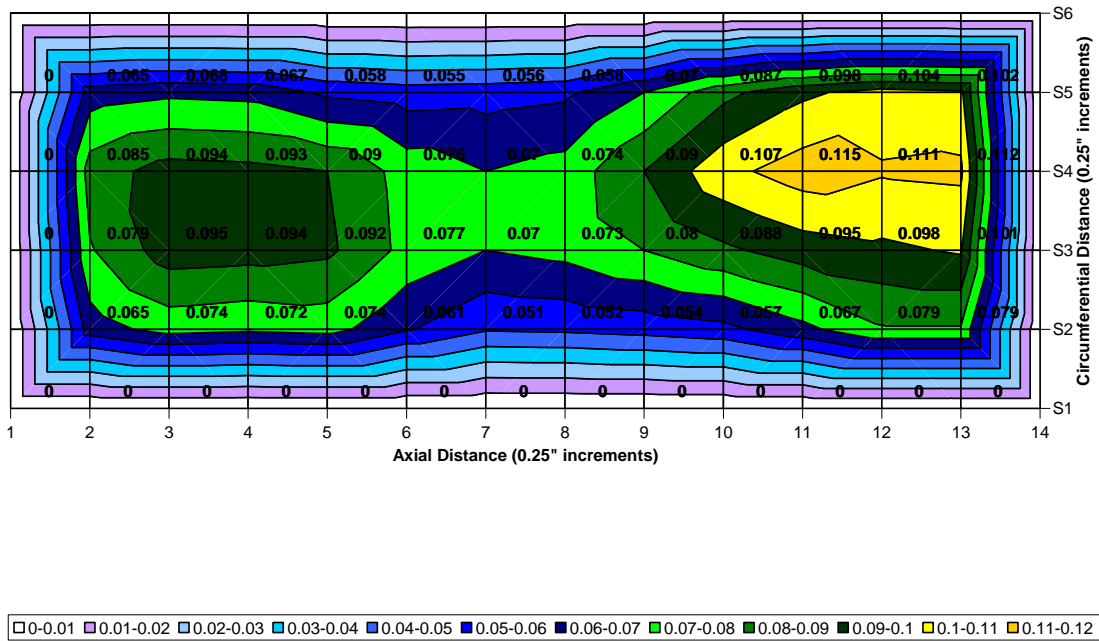 S6
0 0.065 0.068 0.067 0.058 0.055 0.056 0.058 0.07 0.087 0.098 0.104 0.102
S5
0 0.085 0.094 0.093 0.09 0.076 0.07 0.074 0.09 0.107 0.115 0.111 0.112
S4
0 0.079 0.095 0.094 0.092 0.077 0.07 0.073 0.08 0.088 0.095 0.098 0.101
S3
0 0.065 0.074 0.072 0.074 0.061 0.051 0.052 0.054 0.057 0.067 0.079 0.079
S2
0 0 0 0 0 0 0 0 0 0 0 0 0
S1
Circumferential Distance (0.25" increments)
1 2 3 4 5 6 7 8 9 10 11 12 13 14
Axial Distance (0.25" increments)
0-0.01 0.01-0.02 0.02-0.03 0.03-0.04 0.04-0.05 0.05-0.06 0.06-0.07 0.07-0.08 0.08-0.09 0.09-0.1 0.1-0.11 0.11-0.12